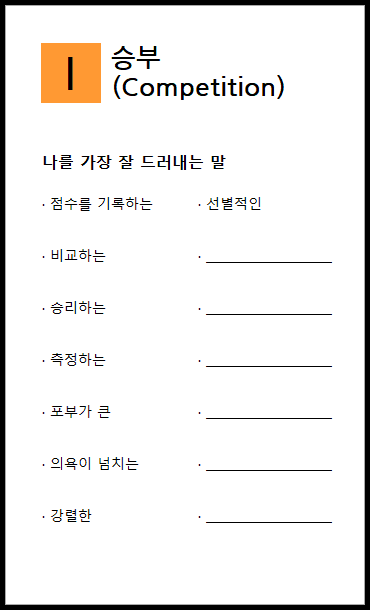 I
승부
(Competition)
나를 가장 잘 드러내는 말
· 점수를 기록하는 · 선별적인
· 비교하는 · ________________
· 승리하는 · ________________
· 측정하는 · ________________
· 포부가 큰 · ________________
· 의욕이 넘치는 · ________________
· 강렬한 · ________________